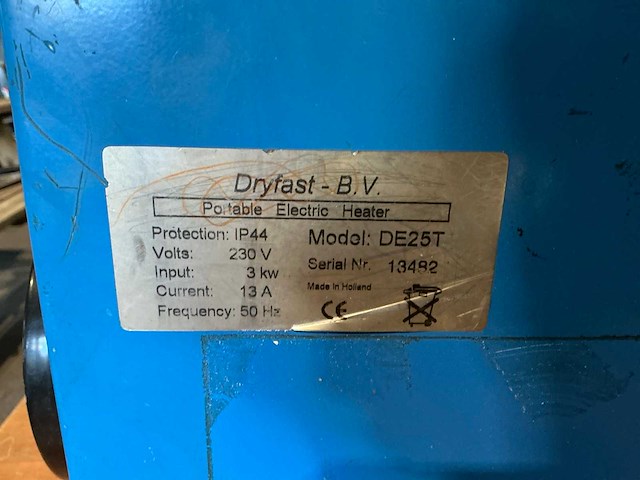 Dryfast - B.V.
Portable Electric Heater
Protection: IP44
Volts: 230 V
Input: 3 kw
Current: 13 A
Frequency: 50 Hz
Model: DE25T
Serial Nr. 13482
Made in Holland
CE